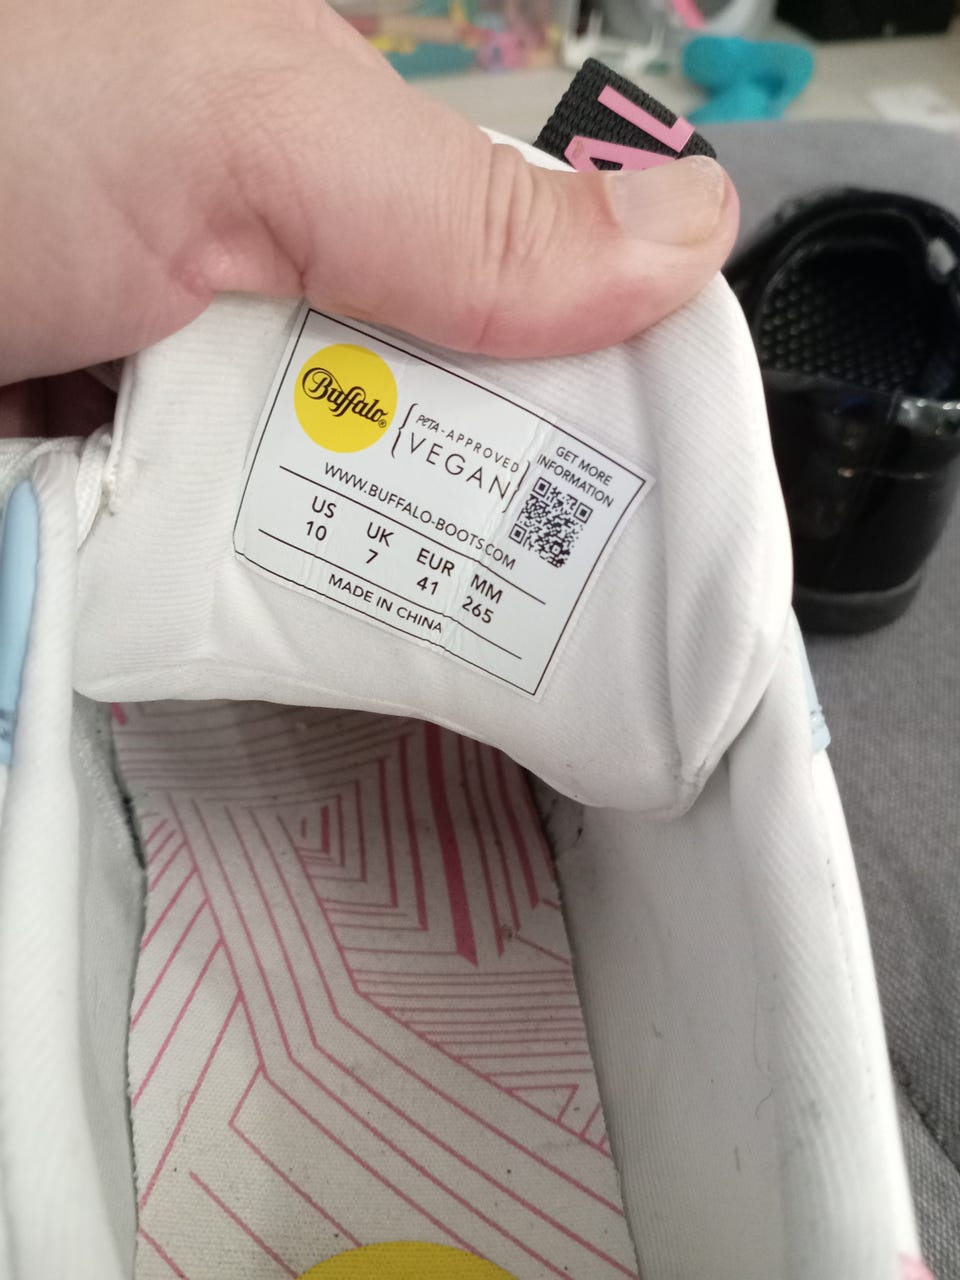 AL
Buffalo®
{PETA-APPROVED
VEGAN}
GET MORE
INFORMATION
WWW.BUFFALO-BOOTS.COM
US UK EUR MM
10 7 41 265
MADE IN CHINA